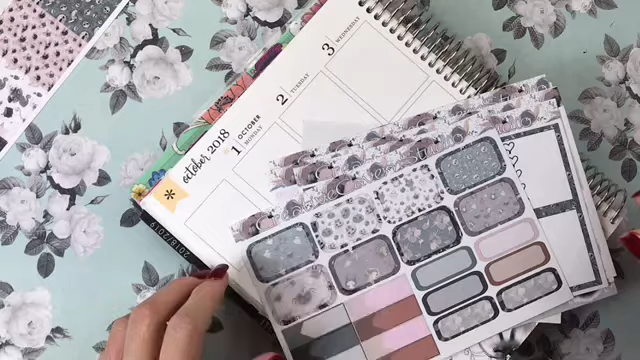 october 2018
1 OCTOBER
MONDAY
2 TUESDAY
3 WEDNESDAY
2018/2019